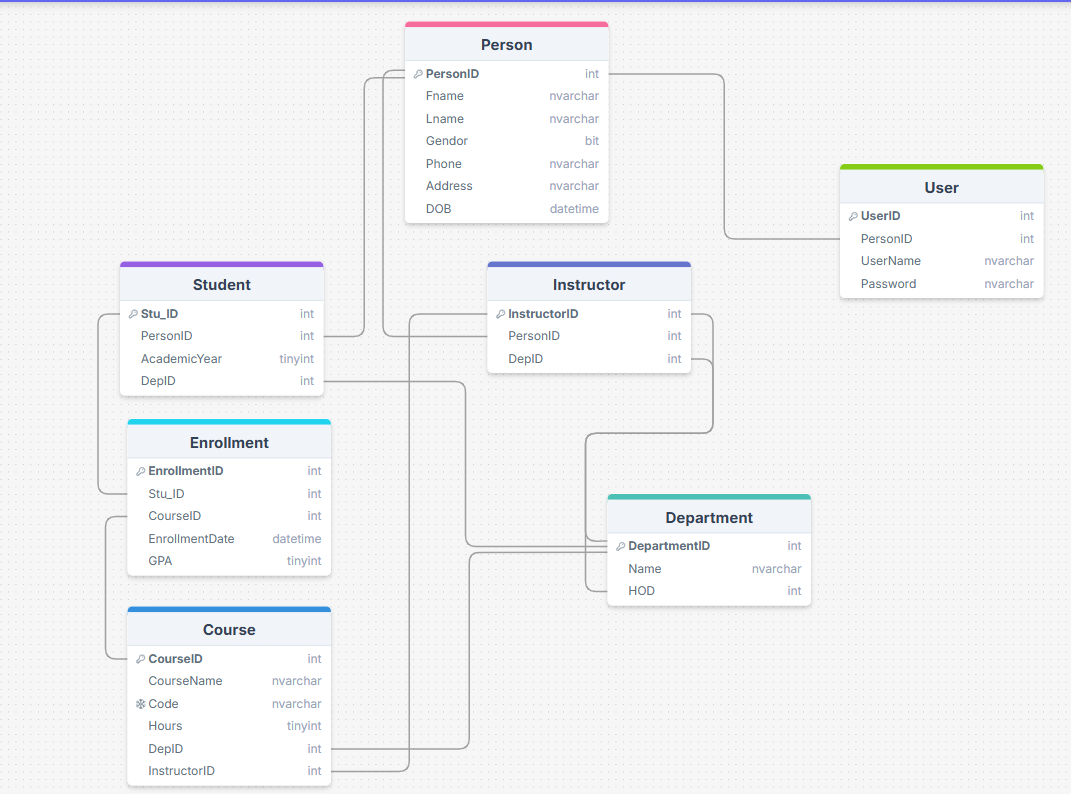 Person
PersonID int
Fname nvarchar
Lname nvarchar
Gendor bit
Phone nvarchar
Address nvarchar
DOB datetime
User
UserID int
PersonID int
UserName nvarchar
Password nvarchar
Student
Stu_ID int
PersonID int
AcademicYear tinyint
DepID int
Instructor
InstructorID int
PersonID int
DepID int
Enrollment
EnrollmentID int
Stu_ID int
CourseID int
EnrollmentDate datetime
GPA tinyint
Department
DepartmentID int
Name nvarchar
HOD int
Course
CourseID int
CourseName nvarchar
Code nvarchar
Hours tinyint
DepID int
InstructorID int